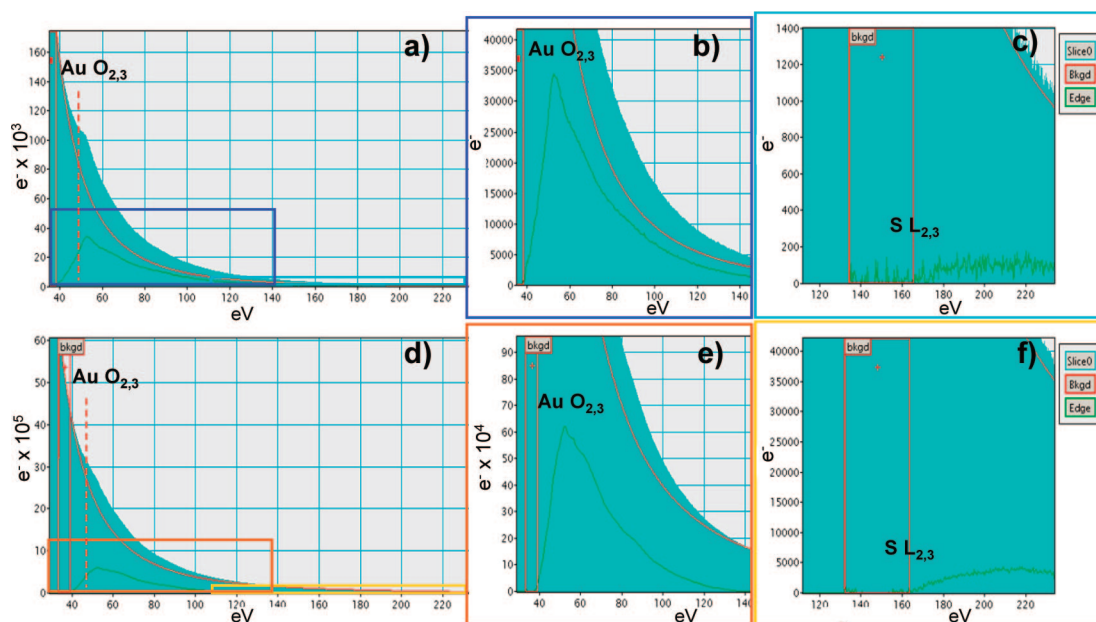 a)
Au O2,3
e- x 10^3
160
140
120
100
80
60
40
20
0
40 60 80 100 120 140 160 180 200 220
eV
b)
Au O2,3
e-
40000
35000
30000
25000
20000
15000
10000
5000
0
40 60 80 100 120 140
eV
c)
bkgd
S L2,3
e-
1400
1200
1000
800
600
400
200
0
120 140 160 180 200 220
eV
Slice0
Bkgd
Edge
d)
bkgd
Au O2,3
e- x 10^5
60
50
40
30
20
10
0
40 60 80 100 120 140 160 180 200 220
eV
e)
bkgd
Au O2,3
e- x 10^4
90
80
70
60
50
40
30
20
10
0
40 60 80 100 120 140
eV
f)
bkgd
S L2,3
e-
40000
35000
30000
25000
20000
15000
10000
5000
0
120 140 160 180 200 220
eV
Slice0
Bkgd
Edge